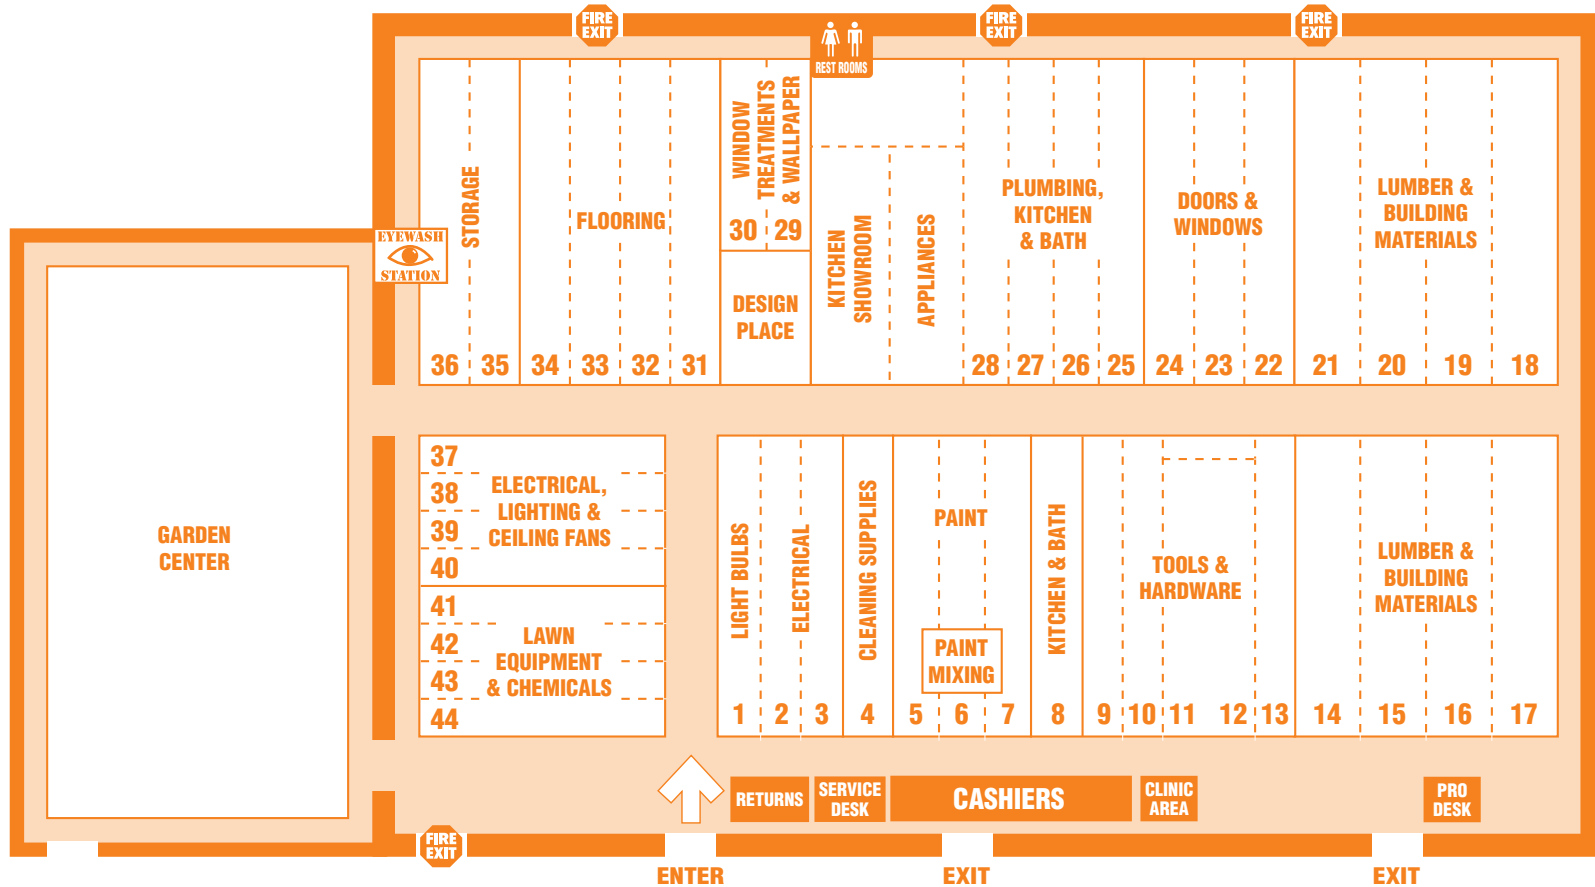 FIRE
EXIT
FIRE
EXIT
FIRE
EXIT
REST ROOMS
STORAGE
36 35
FLOORING
34 33 32 31
WINDOW
TREATMENTS
& WALLPAPER
30 29
DESIGN
PLACE
KITCHEN
SHOWROOM
APPLIANCES
PLUMBING,
KITCHEN
& BATH
28 27 26 25
DOORS &
WINDOWS
24 23 22
LUMBER &
BUILDING
MATERIALS
21 20 19 18
EYEWASH
STATION
GARDEN
CENTER
37
38
39
40
ELECTRICAL,
LIGHTING &
CEILING FANS
41
42
43
44
LAWN
EQUIPMENT
& CHEMICALS
LIGHT BULBS
1
ELECTRICAL
2 3
CLEANING SUPPLIES
4
PAINT
PAINT
MIXING
5 6 7
KITCHEN & BATH
8
TOOLS &
HARDWARE
9 10 11 12 13
LUMBER &
BUILDING
MATERIALS
14 15 16 17
RETURNS
SERVICE
DESK
CASHIERS
CLINIC
AREA
PRO
DESK
FIRE
EXIT
ENTER
EXIT
EXIT